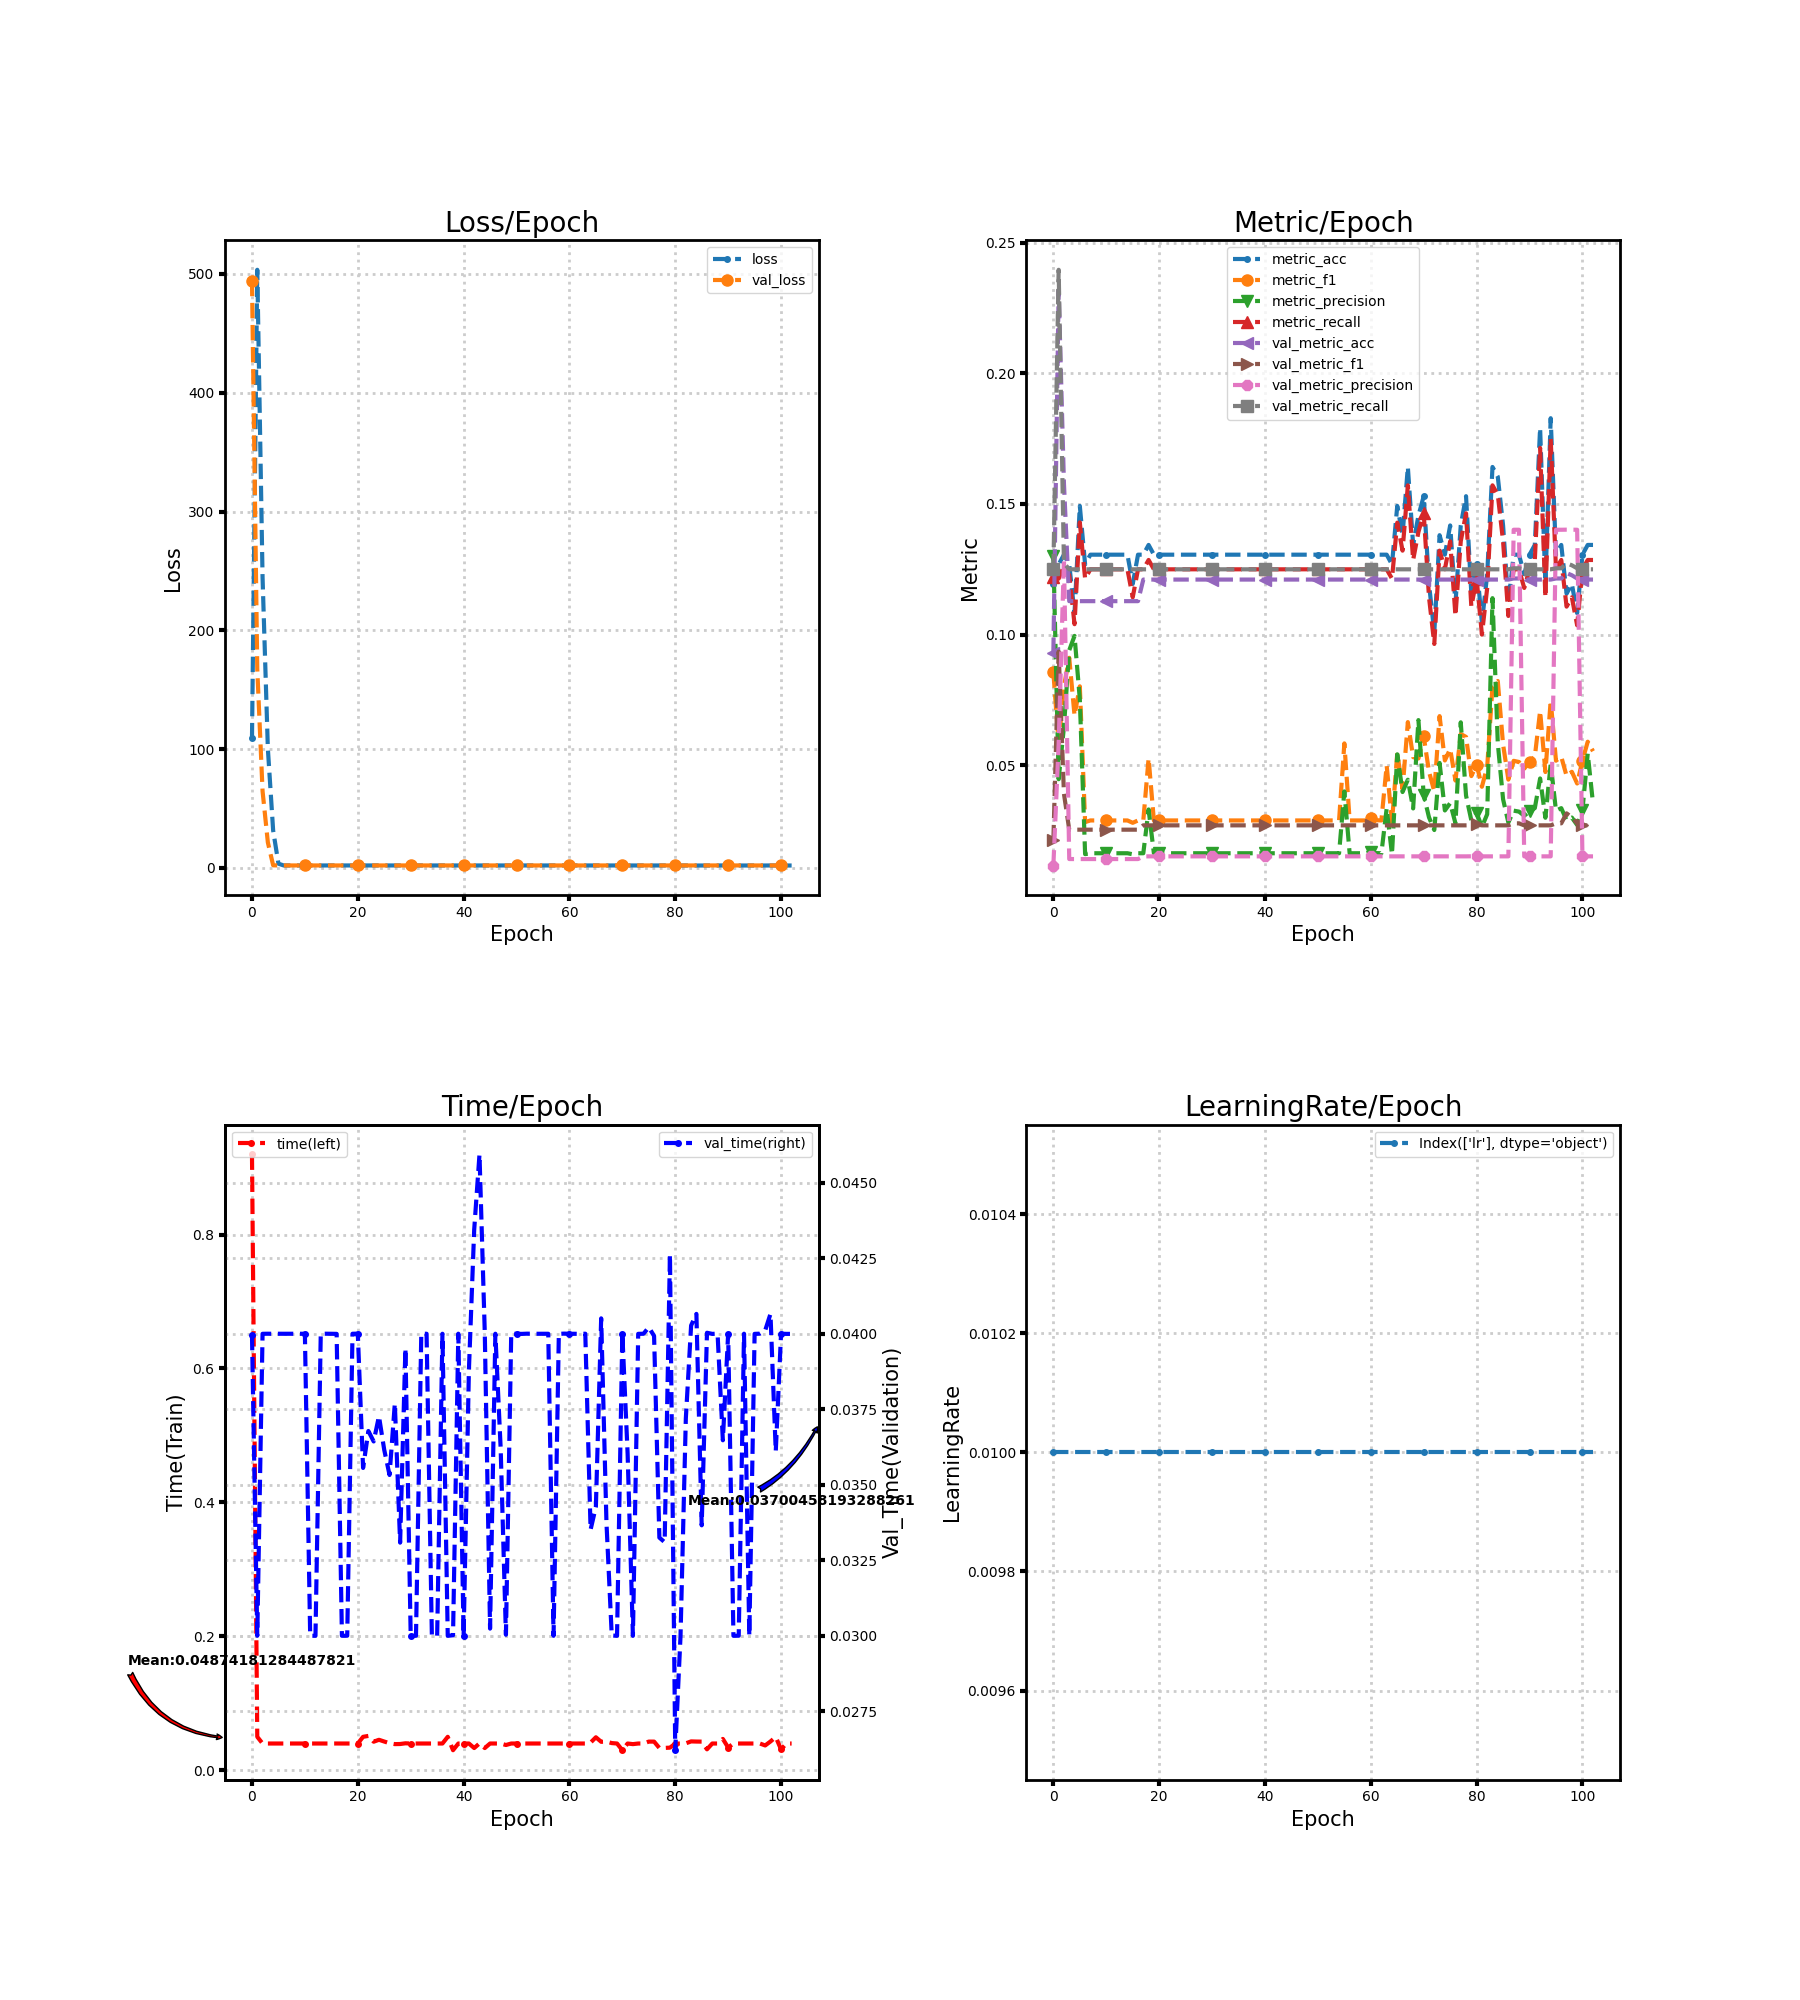 Loss/Epoch
loss
val_loss
500
400
300
200
100
0
Loss
0 20 40 60 80 100
Epoch
Metric/Epoch
metric_acc
metric_f1
metric_precision
metric_recall
val_metric_acc
val_metric_f1
val_metric_precision
val_metric_recall
0.25
0.20
0.15
0.10
0.05
Metric
0 20 40 60 80 100
Epoch
Time/Epoch
time(left)
val_time(right)
0.8
0.6
0.4
0.2
0.0
Time(Train)
0.0450
0.0425
0.0400
0.0375
0.0350
0.0325
0.0300
0.0275
Val_Time(Validation)
Mean:0.03700458193288261
Mean:0.04874181284487821
0 20 40 60 80 100
Epoch
LearningRate/Epoch
Index(['lr'], dtype='object')
0.0104
0.0102
0.0100
0.0098
0.0096
LearningRate
0 20 40 60 80 100
Epoch